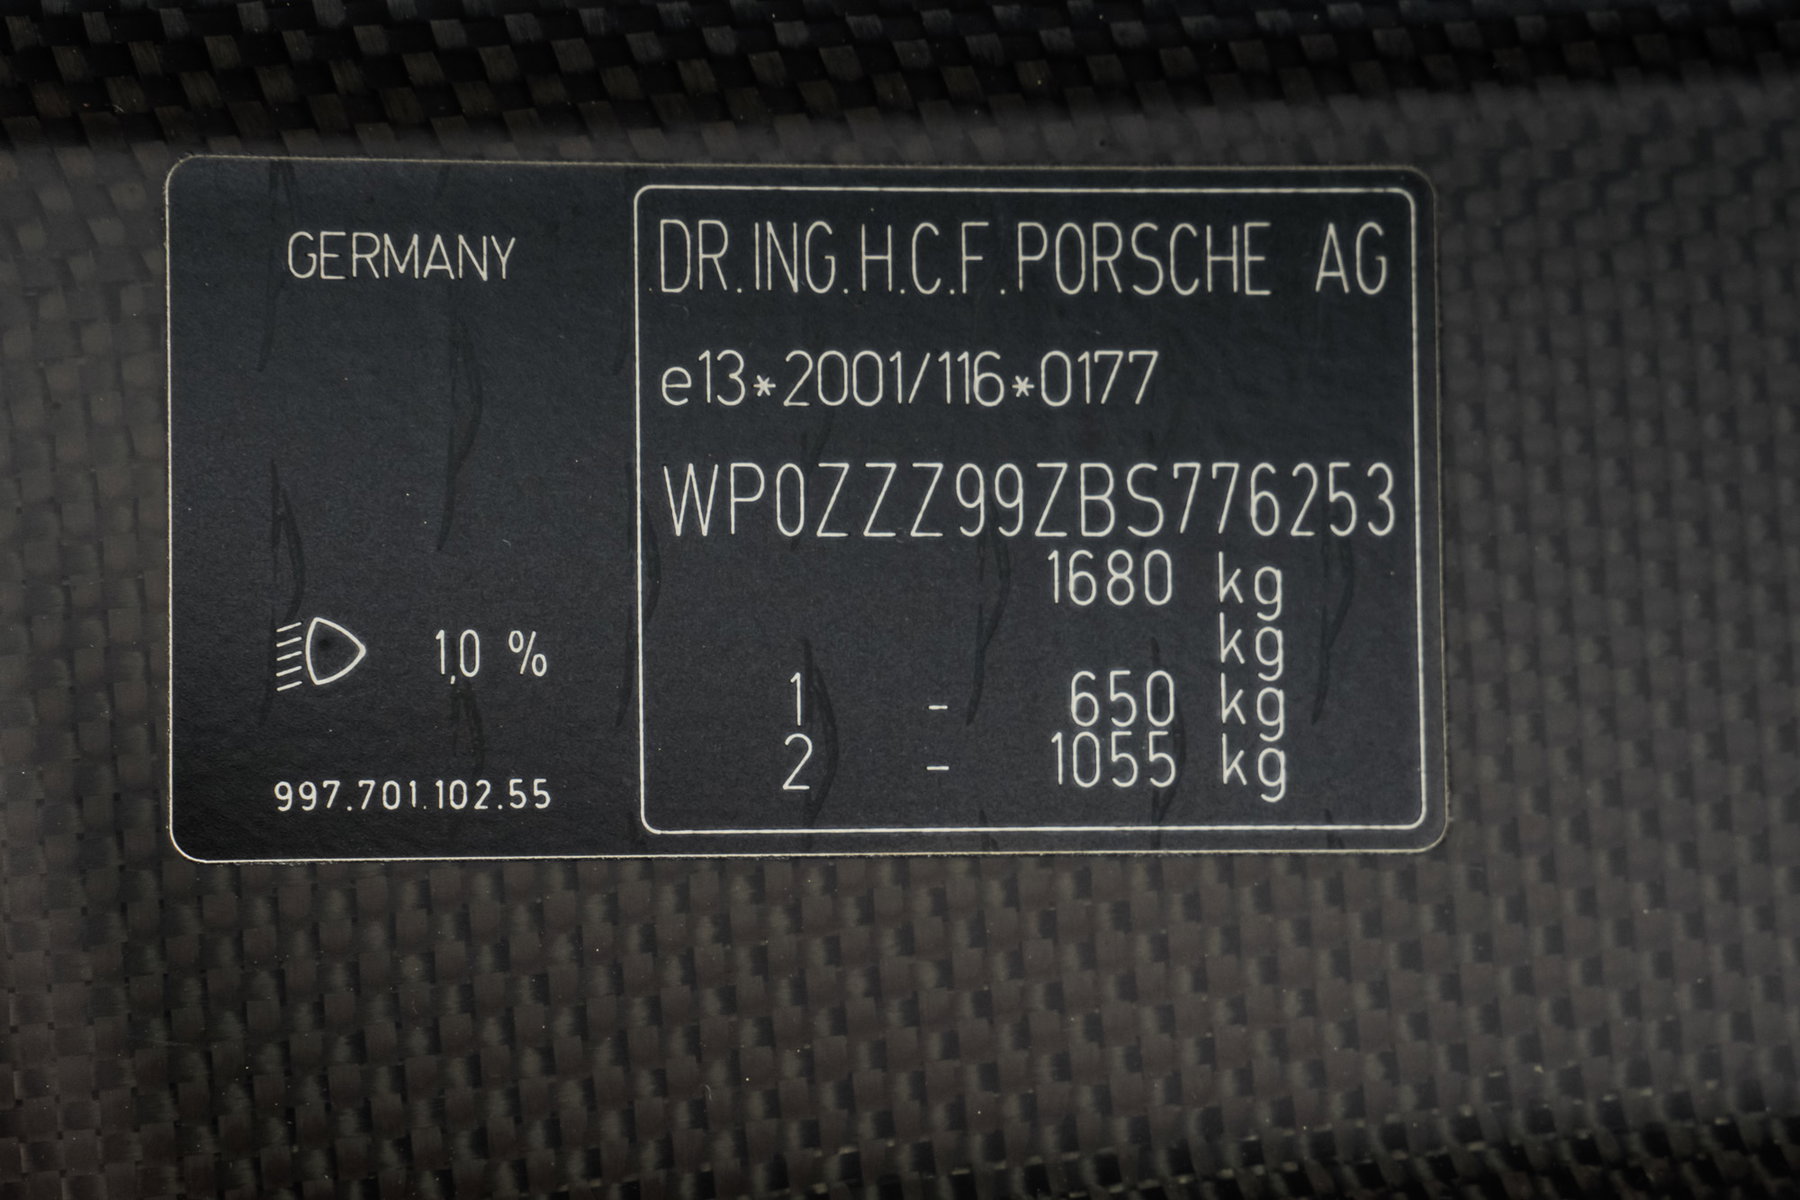 GERMANY
1,0 %
997.701.102.55
DR.ING.H.C.F.PORSCHE AG
e13*2001/116*0177
WP0ZZZ99ZBS776253
1680 kg
kg
1 - 650 kg
2 - 1055 kg